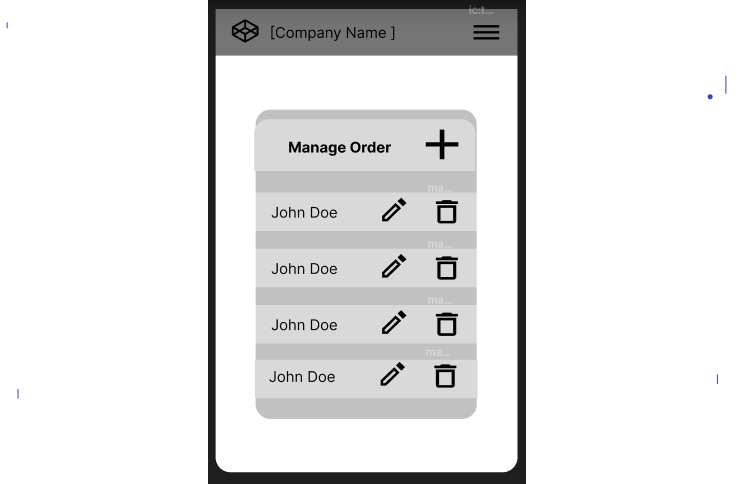 ic:t...
[Company Name ]
Manage Order
ma...
John Doe
ma...
John Doe
ma...
John Doe
ma...
John Doe